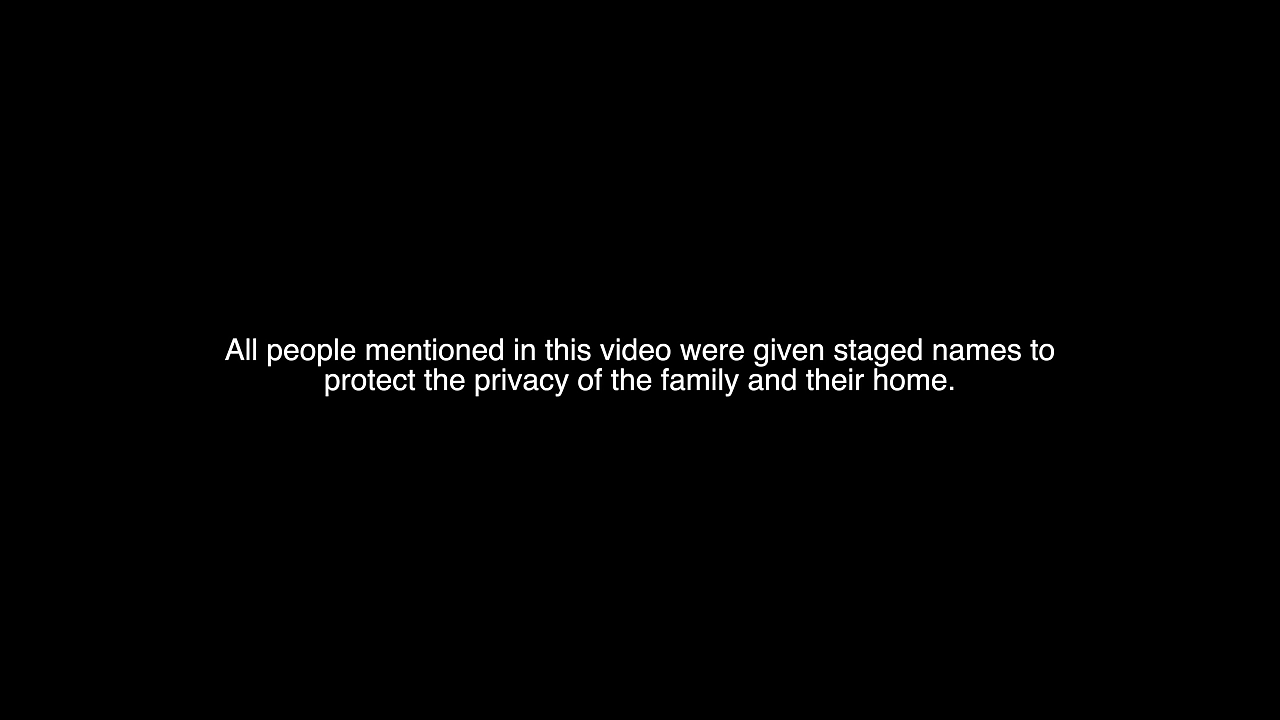 All people mentioned in this video were given staged names to
protect the privacy of the family and their home.